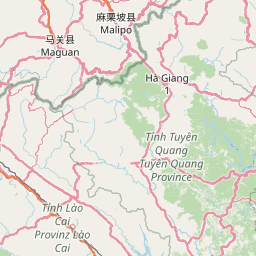 麻栗坡县
Malipo
马关县
Maguan
Hà Giang
1
Tỉnh Tuyên
Quang
Tuyên Quang
Province
Tỉnh Lào
Cai
Provinz Lào
Cai